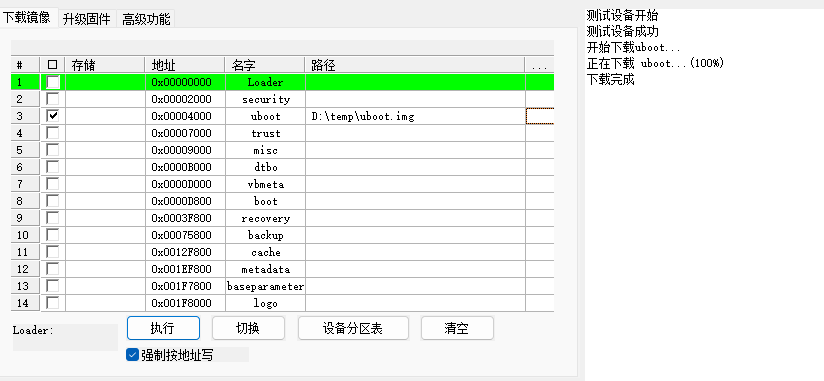 下载镜像 升级固件 高级功能
# 存储 地址 名字 路径 ...
1 0x00000000 Loader
2 0x00002000 security
3 0x00004000 uboot D:\temp\uboot.img
4 0x00007000 trust
5 0x00009000 misc
6 0x0000B000 dtbo
7 0x0000D000 vbmeta
8 0x0000D800 boot
9 0x0003F800 recovery
10 0x00075800 backup
11 0x0012F800 cache
12 0x001EF800 metadata
13 0x001F7800 baseparameter
14 0x001F8000 logo
Loader: 执行 切换 设备分区表 清空
强制按地址写
测试设备开始
测试设备成功
开始下载uboot...
正在下载 uboot...(100%)
下载完成